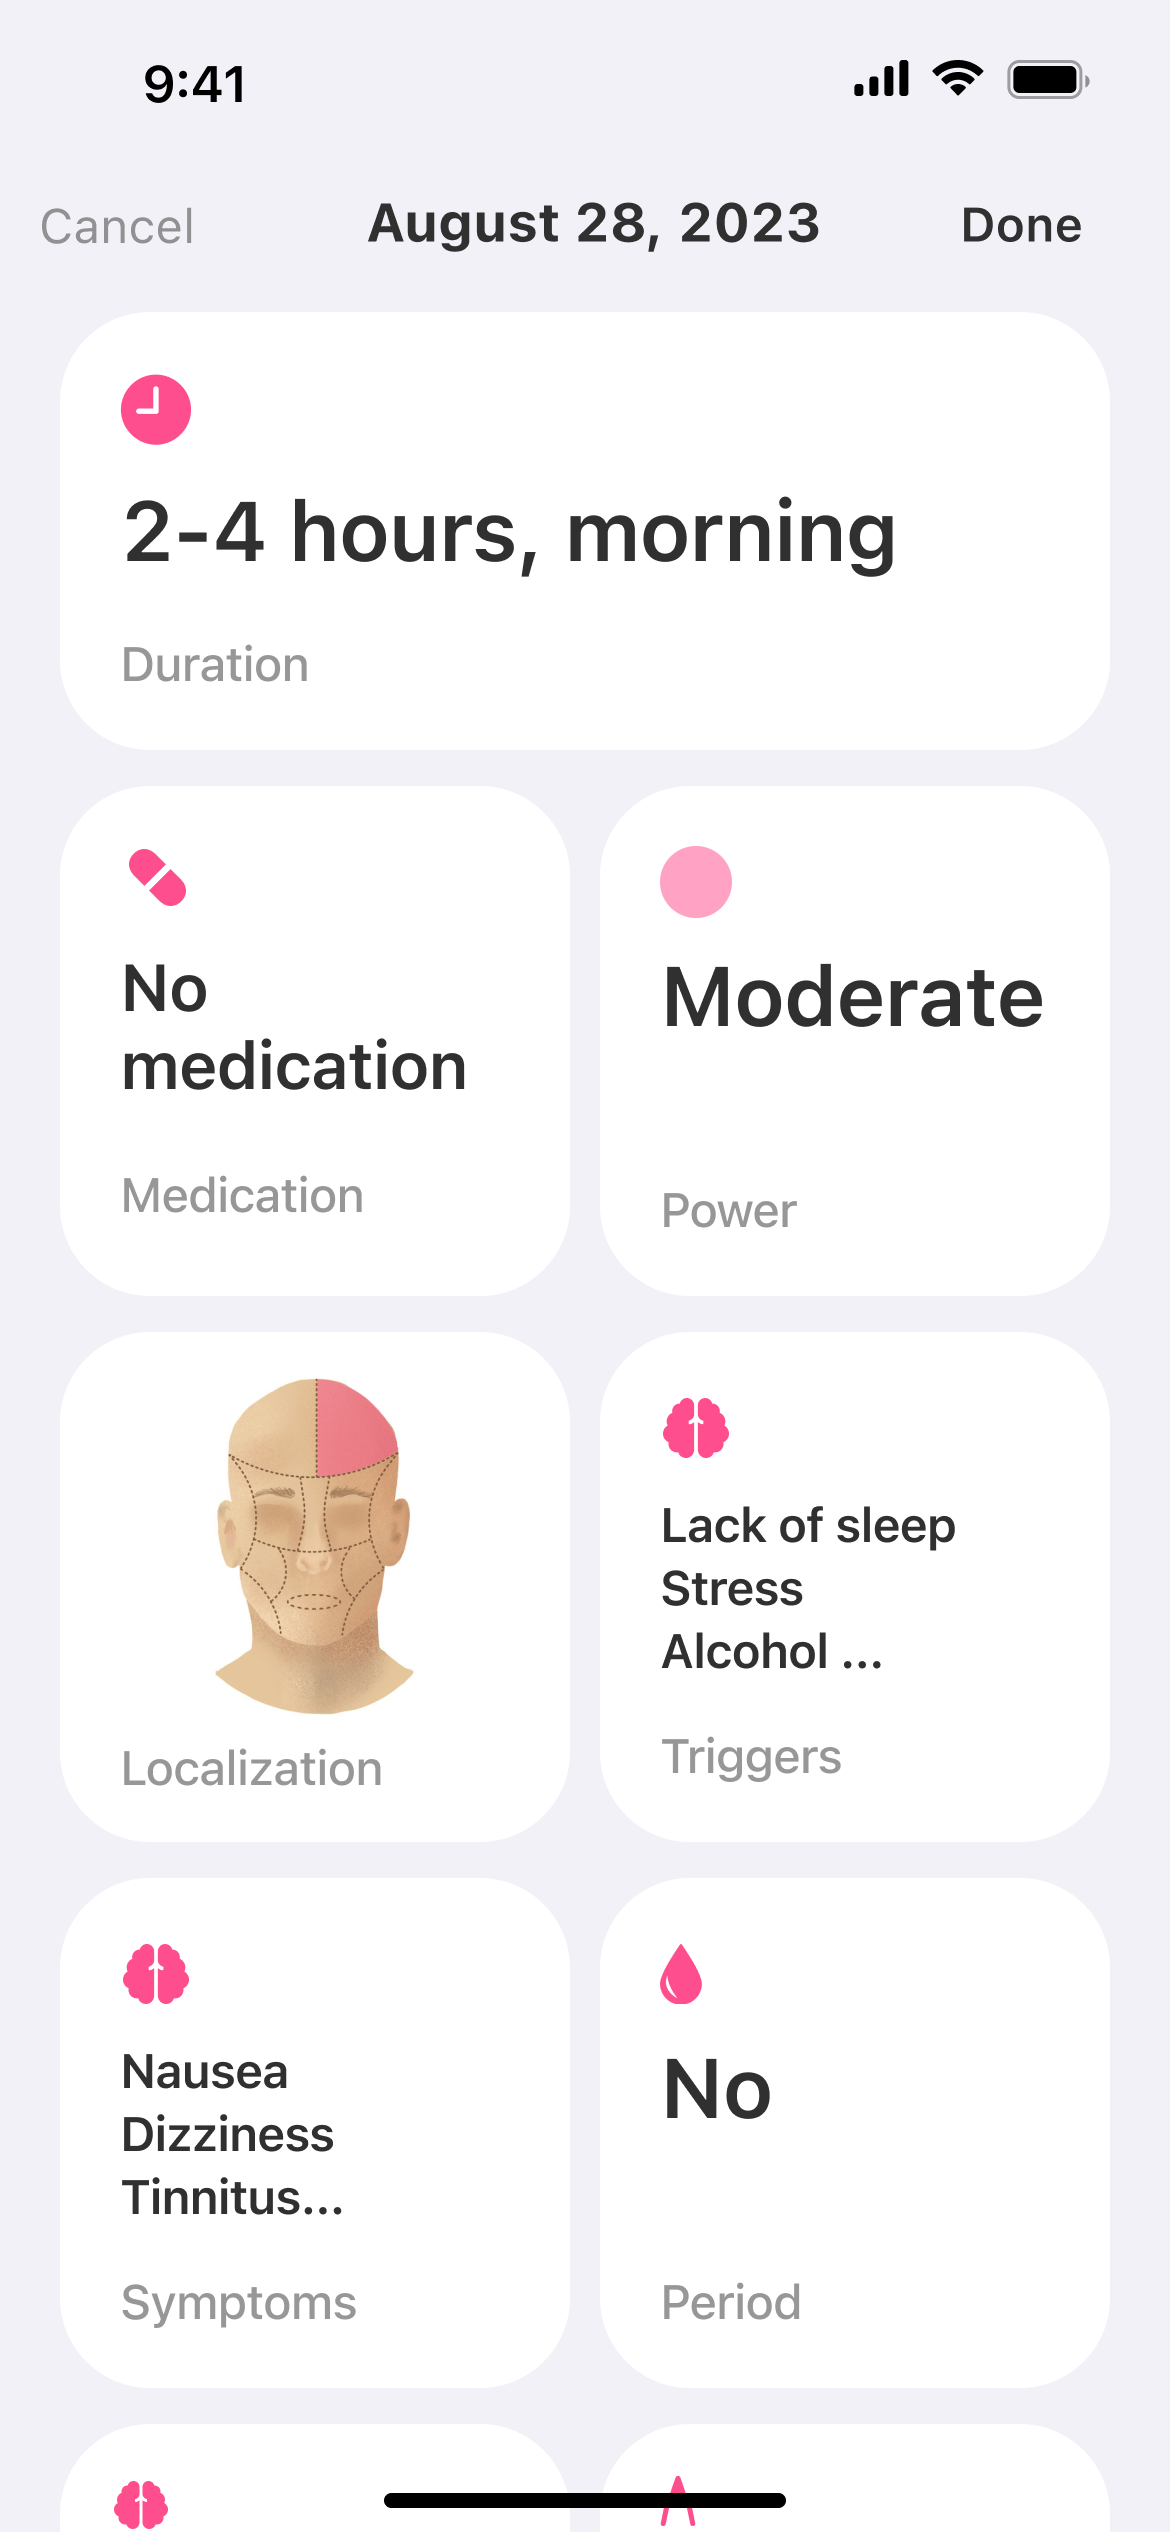 9:41
Cancel
August 28, 2023
Done
2-4 hours, morning
Duration
No
medication
Medication
Moderate
Power
Localization
Lack of sleep
Stress
Alcohol ...
Triggers
Nausea
Dizziness
Tinnitus...
Symptoms
No
Period